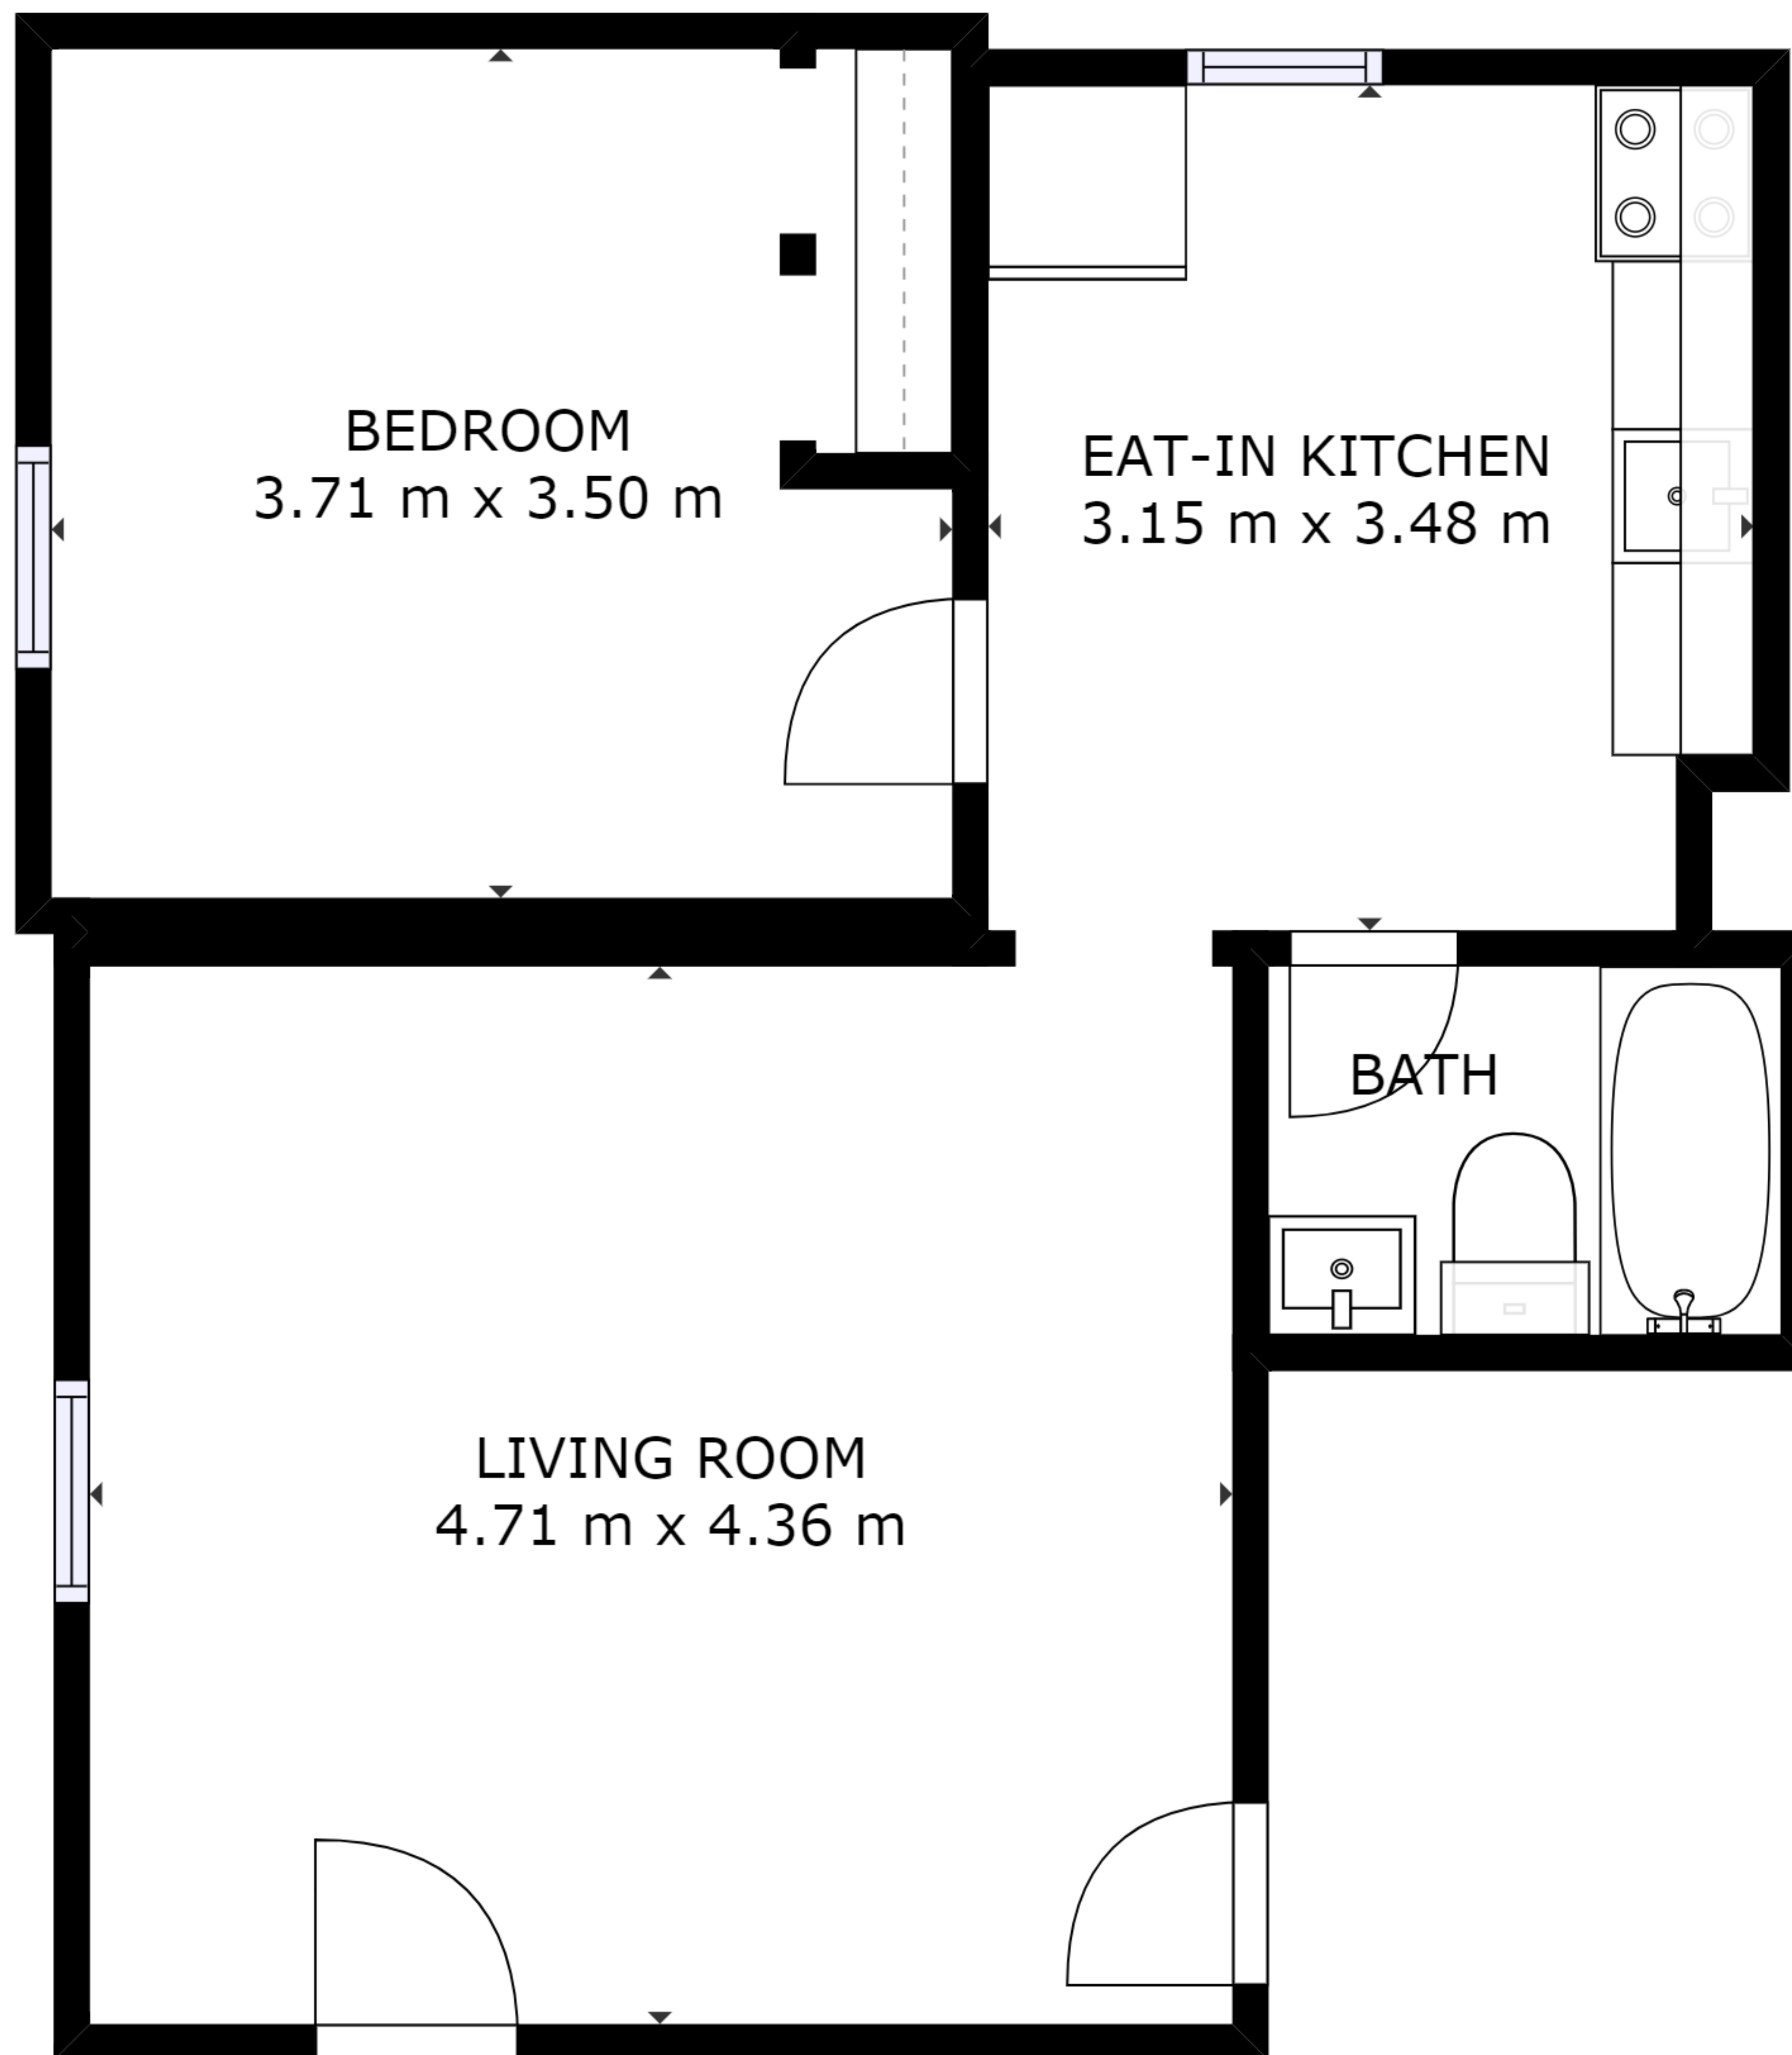 BEDROOM
3.71 m x 3.50 m
EAT-IN KITCHEN
3.15 m x 3.48 m
BATH
LIVING ROOM
4.71 m x 4.36 m